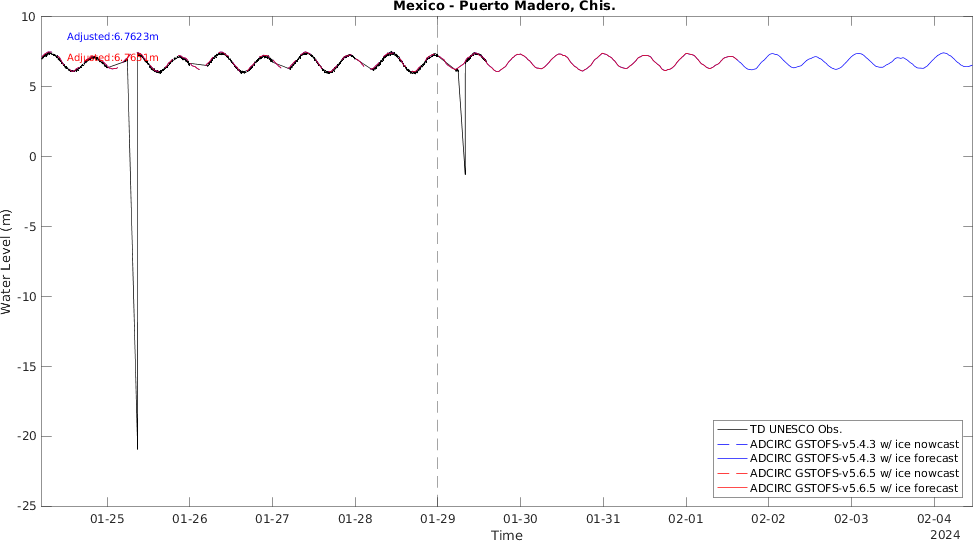 Mexico - Puerto Madero, Chis.
Adjusted:6.7623m
Water Level (m)
10
5
0
-5
-10
-15
-20
-25
TD UNESCO Obs.
ADCIRC GSTOFS-v5.4.3 w/ ice nowcast
ADCIRC GSTOFS-v5.4.3 w/ ice forecast
ADCIRC GSTOFS-v5.6.5 w/ ice nowcast
ADCIRC GSTOFS-v5.6.5 w/ ice forecast
01-25
01-26
01-27
01-28
01-29
01-30
01-31
02-01
02-02
02-03
02-04
Time
2024